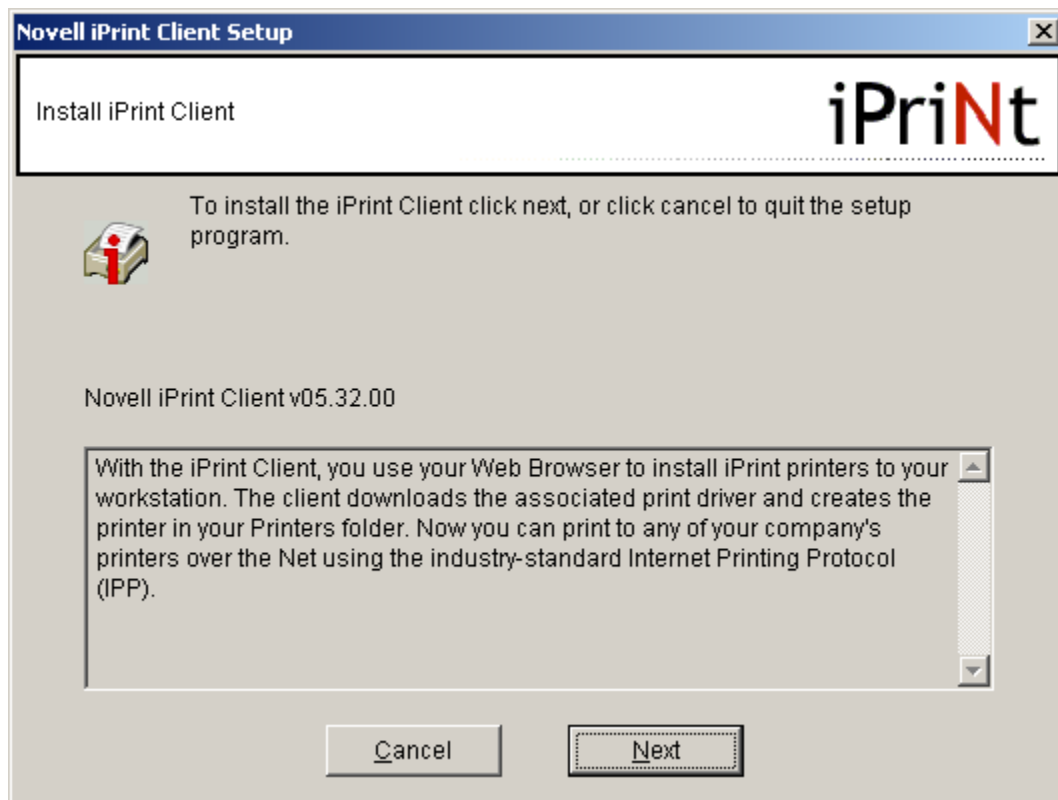 Novell iPrint Client Setup
Install iPrint Client
iPriNt
To install the iPrint Client click next, or click cancel to quit the setup
program.
Novell iPrint Client v05.32.00
With the iPrint Client, you use your Web Browser to install iPrint printers to your
workstation. The client downloads the associated print driver and creates the
printer in your Printers folder. Now you can print to any of your company's
printers over the Net using the industry-standard Internet Printing Protocol
(IPP).
Cancel
Next